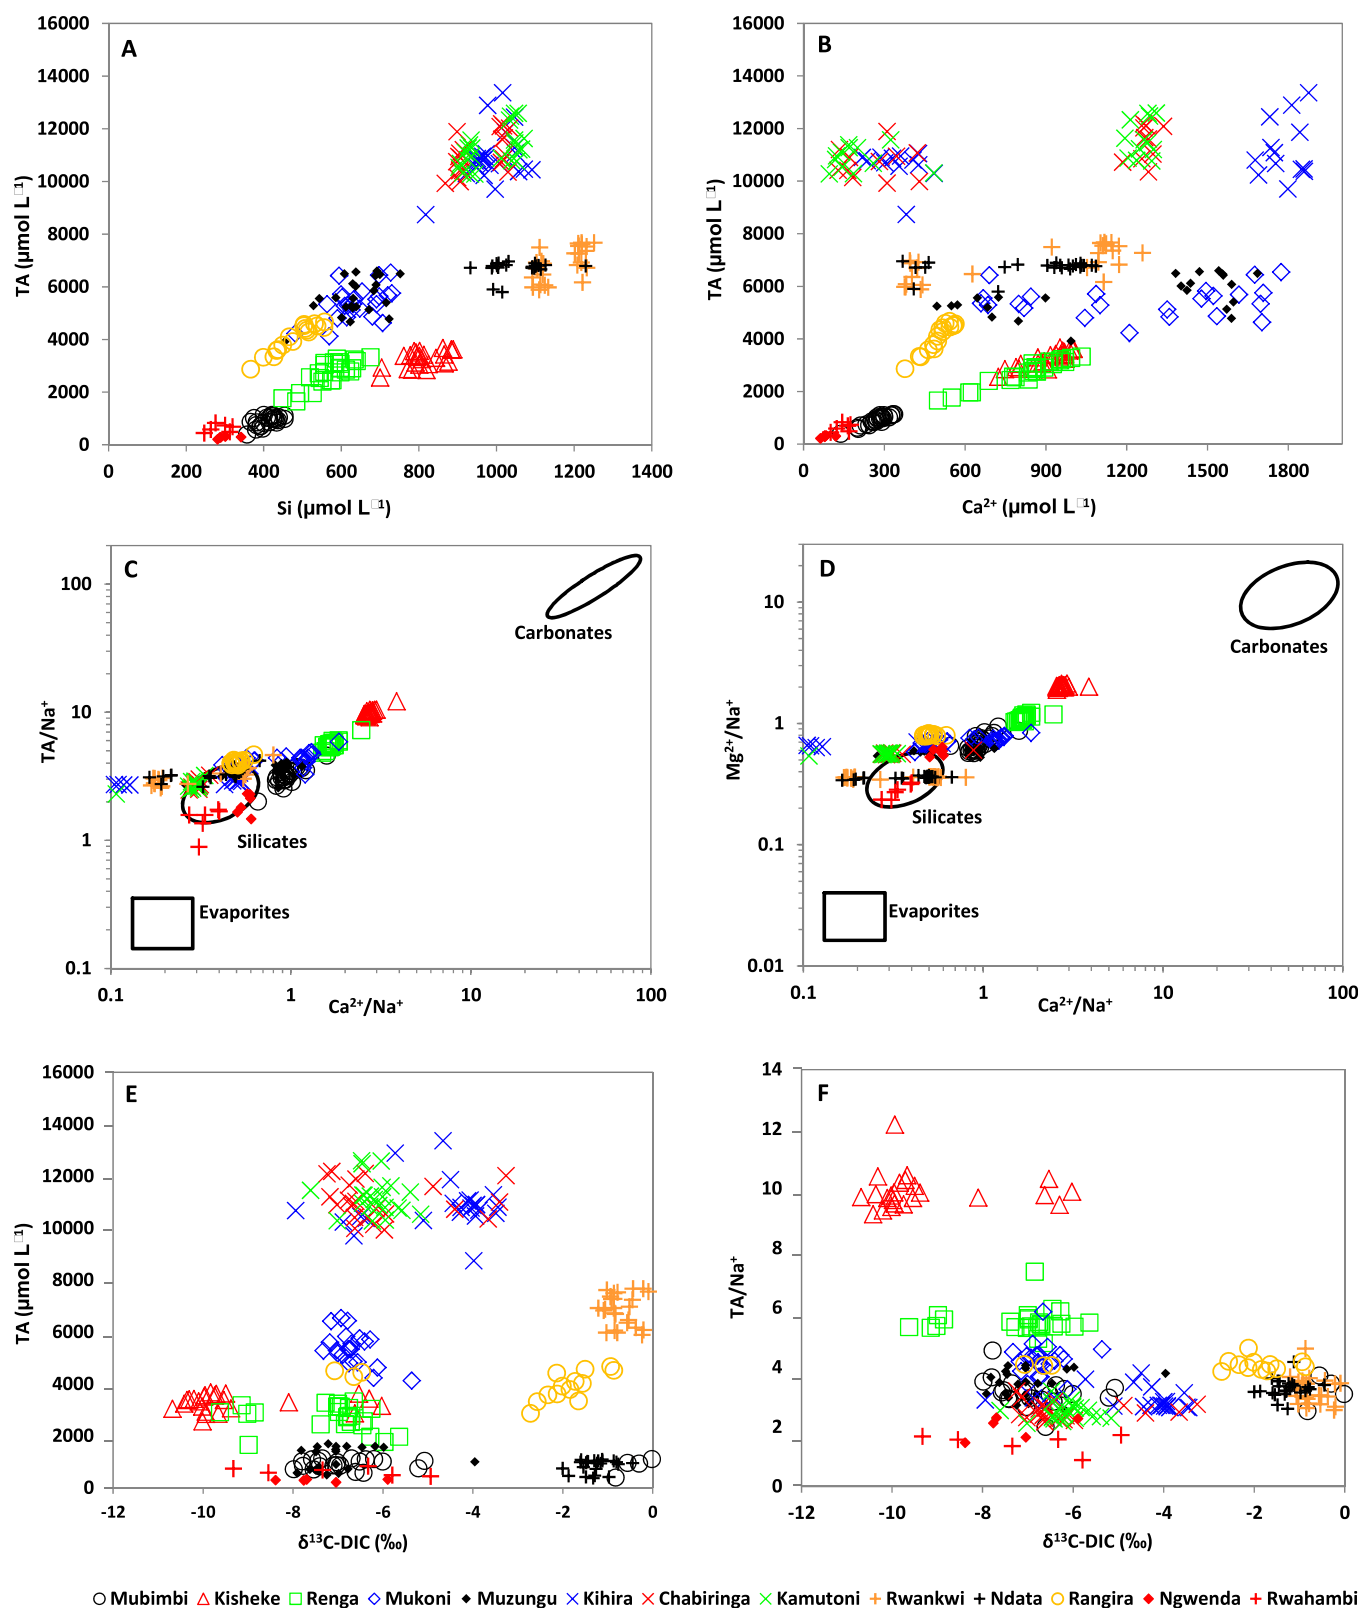 A
TA (µmol L⁻¹)
16000
14000
12000
10000
8000
6000
4000
2000
0
0 200 400 600 800 1000 1200 1400
Si (µmol L⁻¹)
B
TA (µmol L⁻¹)
16000
14000
12000
10000
8000
6000
4000
2000
0
0 300 600 900 1200 1500 1800
Ca²⁺ (µmol L⁻¹)
C
TA/Na⁺
100
10
1
0.1
Carbonates
Silicates
Evaporites
0.1 1 10 100
Ca²⁺/Na⁺
D
Mg²⁺/Na⁺
10
1
0.1
0.01
Carbonates
Silicates
Evaporites
0.1 1 10 100
Ca²⁺/Na⁺
E
TA (µmol L⁻¹)
16000
14000
12000
10000
8000
6000
4000
2000
0
-12 -10 -8 -6 -4 -2 0
δ¹³C-DIC (‰)
F
TA/Na⁺
14
12
10
8
6
4
2
0
-12 -10 -8 -6 -4 -2 0
δ¹³C-DIC (‰)
Mubimbi Kisheke Renga Mukoni Muzungu Kihira Chabiringa Kamutoni Rwankwi Ndata Rangira Ngwenda Rwahambi